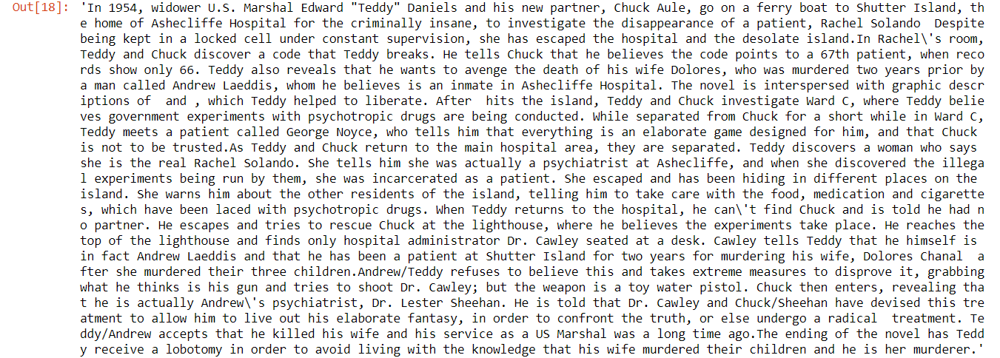 Out[18]: 'In 1954, widower U.S. Marshal Edward "Teddy" Daniels and his new partner, Chuck Aule, go on a ferry boat to Shutter Island, th
e home of Ashecliffe Hospital for the criminally insane, to investigate the disappearance of a patient, Rachel Solando  Despite
being kept in a locked cell under constant supervision, she has escaped the hospital and the desolate island.In Rachel\'s room,
Teddy and Chuck discover a code that Teddy breaks. He tells Chuck that he believes the code points to a 67th patient, when reco
rds show only 66. Teddy also reveals that he wants to avenge the death of his wife Dolores, who was murdered two years prior by
a man called Andrew Laeddis, whom he believes is an inmate in Ashecliffe Hospital. The novel is interspersed with graphic descr
iptions of  and , which Teddy helped to liberate. After  hits the island, Teddy and Chuck investigate Ward C, where Teddy belie
ves government experiments with psychotropic drugs are being conducted. While separated from Chuck for a short while in Ward C,
Teddy meets a patient called George Noyce, who tells him that everything is an elaborate game designed for him, and that Chuck
is not to be trusted.As Teddy and Chuck return to the main hospital area, they are separated. Teddy discovers a woman who says
she is the real Rachel Solando. She tells him she was actually a psychiatrist at Ashecliffe, and when she discovered the illega
l experiments being run by them, she was incarcerated as a patient. She escaped and has been hiding in different places on the
island. She warns him about the other residents of the island, telling him to take care with the food, medication and cigarette
s, which have been laced with psychotropic drugs. When Teddy returns to the hospital, he can\'t find Chuck and is told he had n
o partner. He escapes and tries to rescue Chuck at the lighthouse, where he believes the experiments take place. He reaches the
top of the lighthouse and finds only hospital administrator Dr. Cawley seated at a desk. Cawley tells Teddy that he himself is
in fact Andrew Laeddis and that he has been a patient at Shutter Island for two years for murdering his wife, Dolores Chanal  a
fter she murdered their three children.Andrew/Teddy refuses to believe this and takes extreme measures to disprove it, grabbing
what he thinks is his gun and tries to shoot Dr. Cawley; but the weapon is a toy water pistol. Chuck then enters, revealing tha
t he is actually Andrew\'s psychiatrist, Dr. Lester Sheehan. He is told that Dr. Cawley and Chuck/Sheehan have devised this tre
atment to allow him to live out his elaborate fantasy, in order to confront the truth, or else undergo a radical  treatment. Te
ddy/Andrew accepts that he killed his wife and his service as a US Marshal was a long time ago.The ending of the novel has Tedd
y receive a lobotomy in order to avoid living with the knowledge that his wife murdered their children and he is her murderer.'